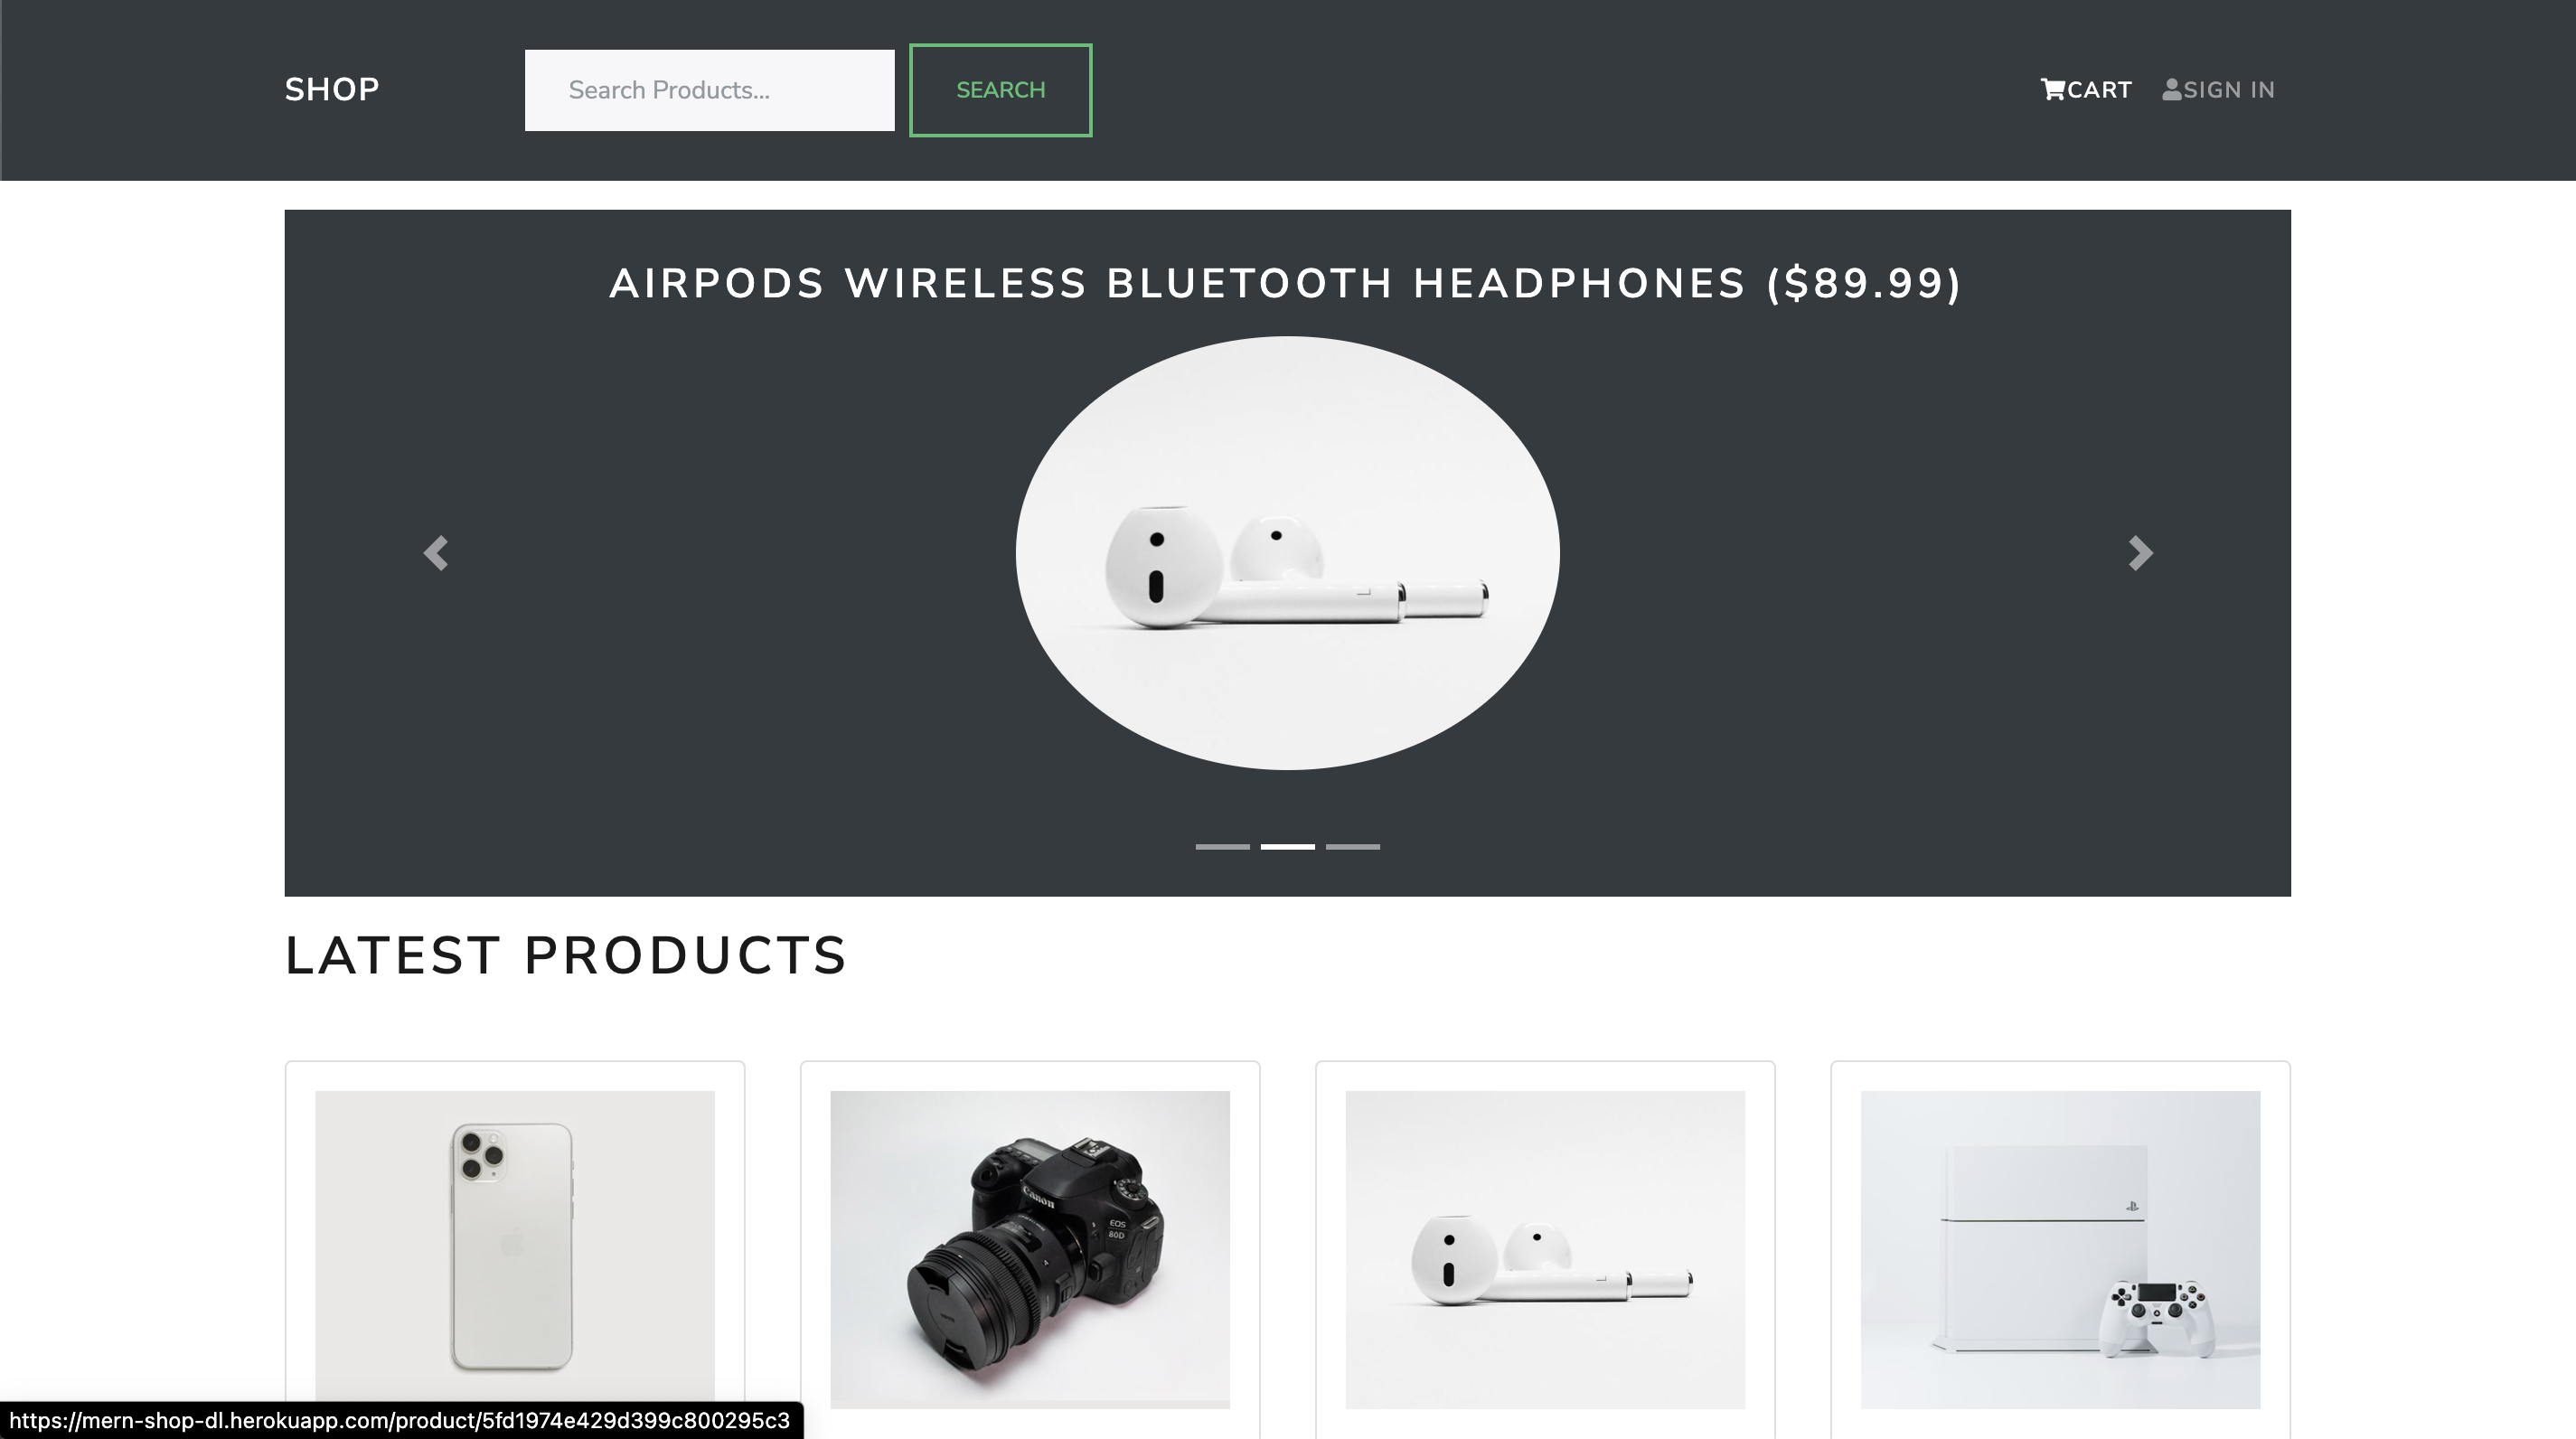 SHOP
Search Products...
SEARCH
CART
SIGN IN
AIRPODS WIRELESS BLUETOOTH HEADPHONES ($89.99)
LATEST PRODUCTS
Canon
EOS
80D
https://mern-shop-dl.herokuapp.com/product/5fd1974e429d399c800295c3